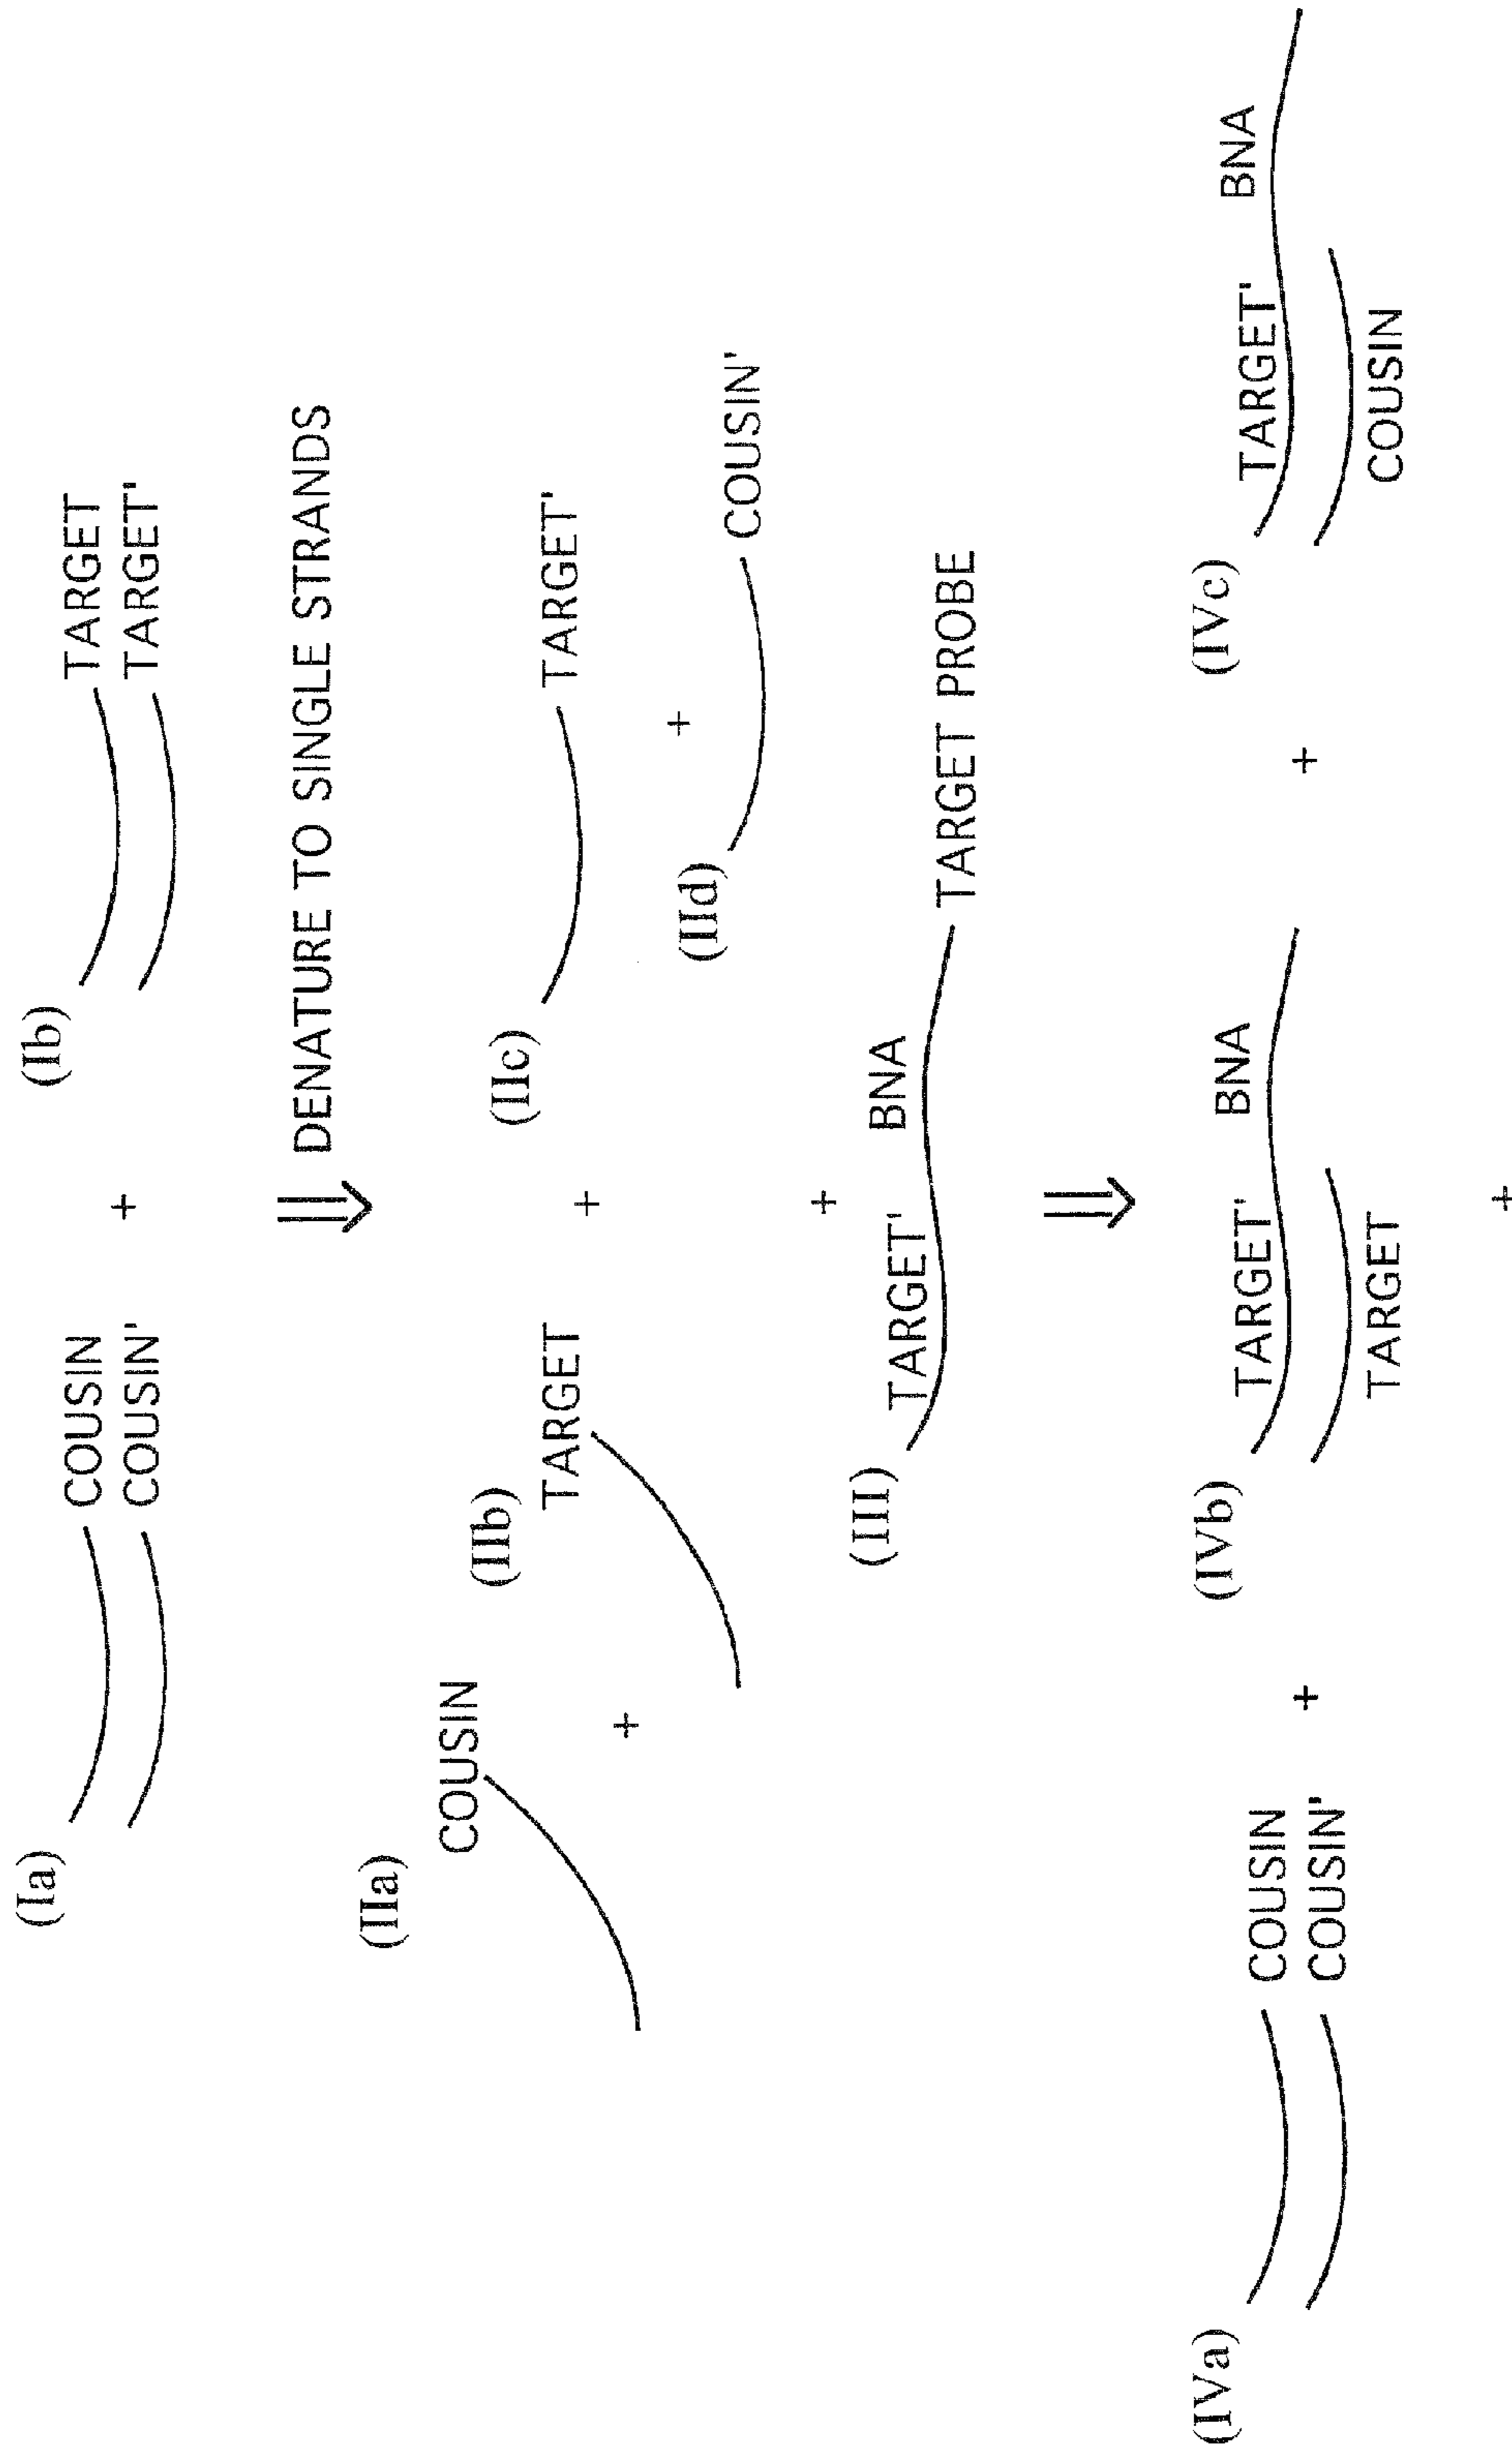 (Ia)
COUSIN
COUSIN'
+
(Ib)
TARGET
TARGET'
⇓ DENATURE TO SINGLE STRANDS
(IIa)
COUSIN
+
(IIb)
TARGET
+
(IIc)
TARGET'
+
(IId)
COUSIN'
+
(III)
TARGET' BNA
TARGET PROBE
⇓
(IVa)
COUSIN
COUSIN'
+
(IVb)
TARGET' BNA
TARGET
+
(IVc)
TARGET' BNA
COUSIN
+